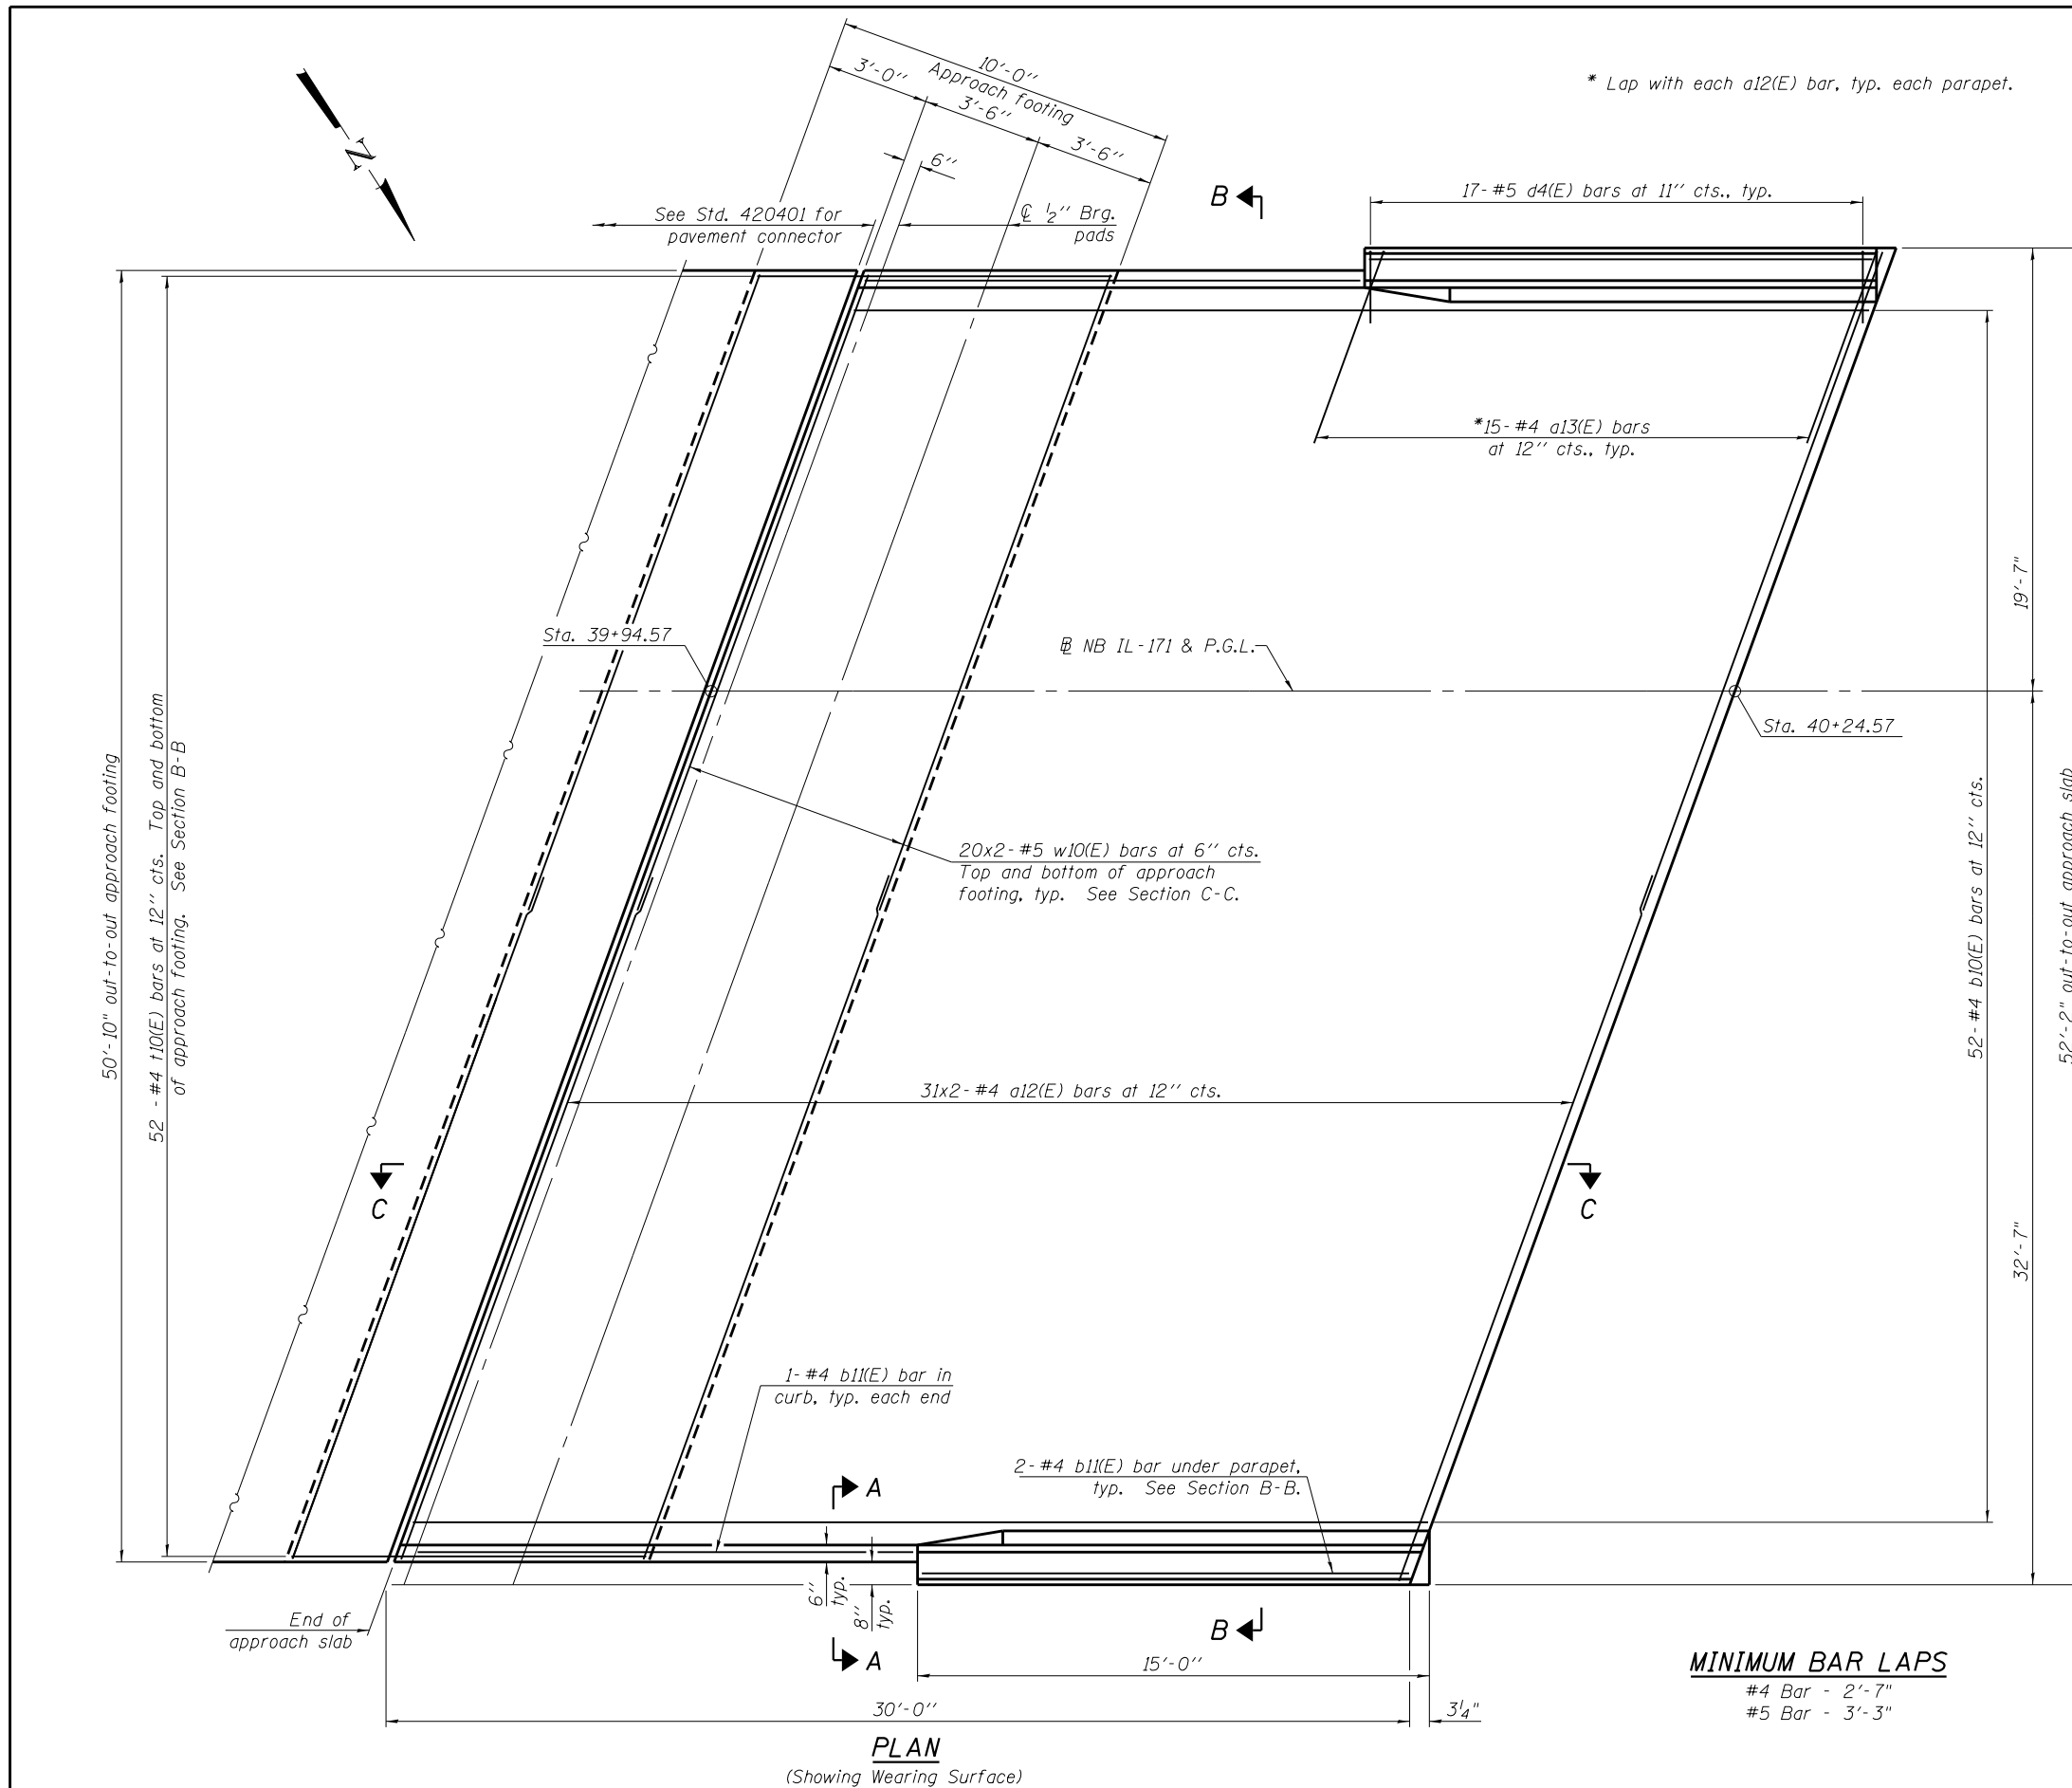 10'-0"
Approach footing
3'-0"
3'-6"
3'-6"
6"
* Lap with each a12(E) bar, typ. each parapet.
N
See Std. 420401 for
pavement connector
℄ 1/2" Brg.
pads
B
17-#5 d4(E) bars at 11" cts., typ.
*15-#4 a13(E) bars
at 12" cts., typ.
Sta. 39+94.57
℄ NB IL-171 & P.G.L.
Sta. 40+24.57
19'-7"
50'-10" out-to-out approach footing
52 -#4 t10(E) bars at 12" cts. Top and bottom
of approach footing. See Section B-B
20x2-#5 w10(E) bars at 6" cts.
Top and bottom of approach
footing, typ. See Section C-C.
52-#4 b10(E) bars at 12" cts.
52'-2" out-to-out approach slab
31x2-#4 a12(E) bars at 12" cts.
C
C
32'-7"
1-#4 b11(E) bar in
curb, typ. each end
2-#4 b11(E) bar under parapet,
typ. See Section B-B.
A
6"
typ.
8"
typ.
End of
approach slab
A
B
15'-0"
30'-0"
3 1/4"
MINIMUM BAR LAPS
#4 Bar - 2'-7"
#5 Bar - 3'-3"
PLAN
(Showing Wearing Surface)